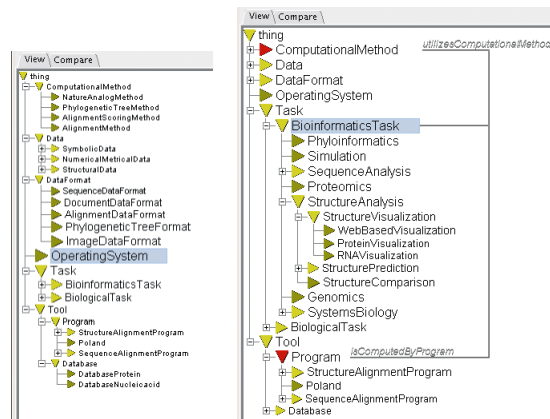 View Compare
thing
ComputationalMethod
NatureAnalogMethod
PhylogeneticTreeMethod
AlignmentScoringMethod
AlignmentMethod
Data
SymbolicData
NumericalMetricalData
StructuralData
DataFormat
SequenceDataFormat
DocumentDataFormat
AlignmentDataFormat
PhylogeneticTreeFormat
ImageDataFormat
OperatingSystem
Task
BioinformaticsTask
BiologicalTask
Tool
Program
StructureAlignmentProgram
Poland
SequenceAlignmentProgram
Database
DatabaseProtein
DatabaseNucleicacid
View Compare
thing
ComputationalMethod utilizesComputationalMethod
Data
DataFormat
OperatingSystem
Task
BioinformaticsTask
Phyloinformatics
Simulation
SequenceAnalysis
Proteomics
StructureAnalysis
StructureVisualization
WebBasedVisualization
ProteinVisualization
RNAVisualization
StructurePrediction
StructureComparison
Genomics
SystemsBiology
BiologicalTask
Tool
Program isComputedByProgram
StructureAlignmentProgram
Poland
SequenceAlignmentProgram
Database